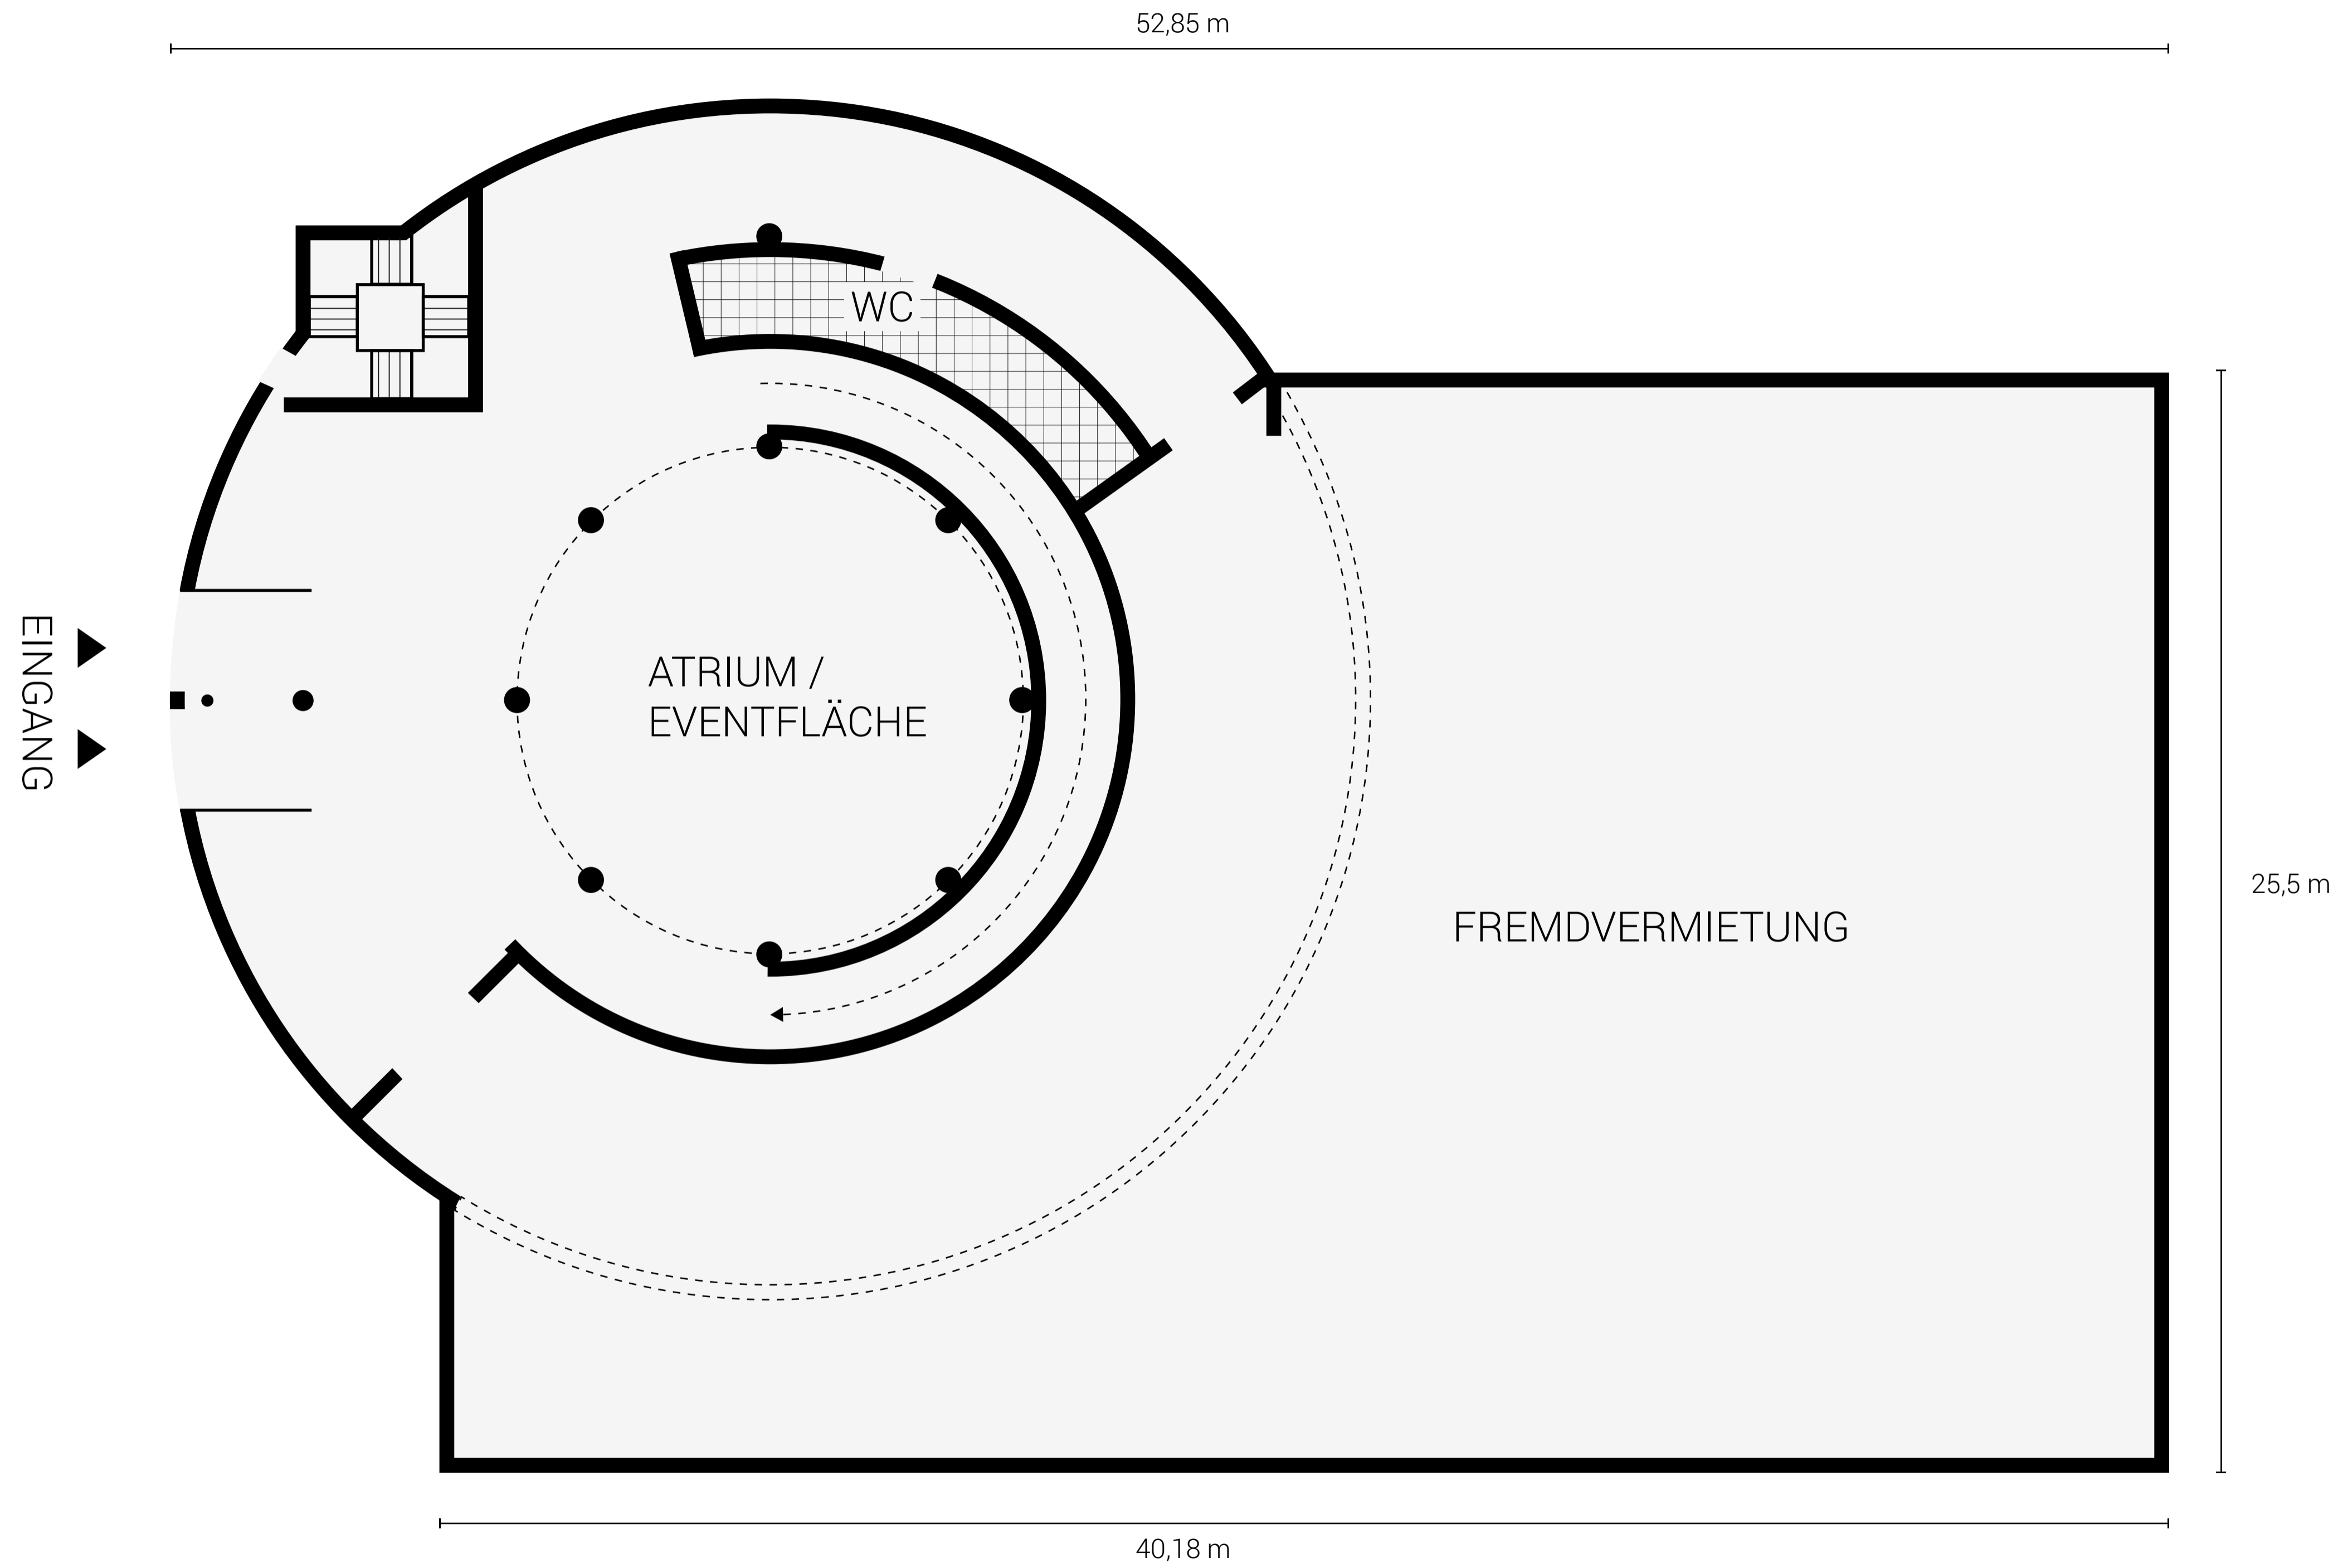 52,85 m
WC
EINGANG
ATRIUM /
EVENTFLÄCHE
25,5 m
FREMDVERMIETUNG
40,18 m